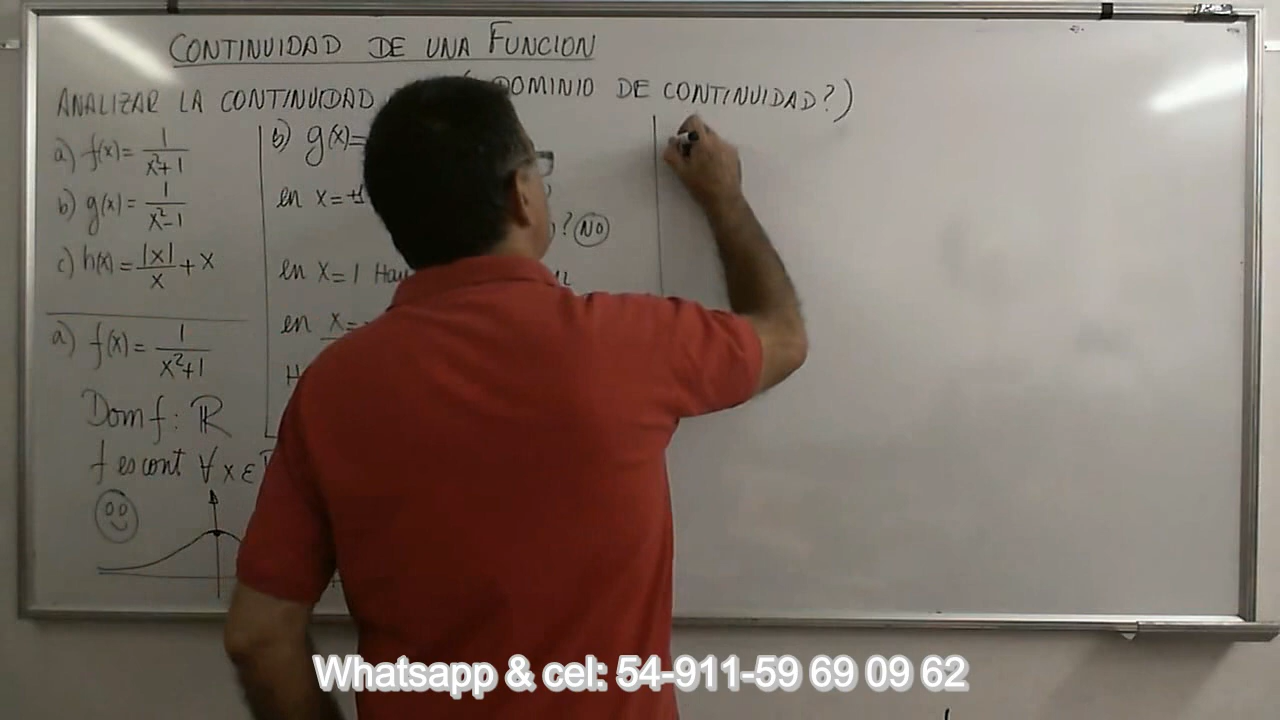 CONTINUIDAD DE UNA FUNCION
ANALIZAR LA CONTINUIDAD DOMINIO DE CONTINUIDAD?)
a) f(x)= 1/(x²+1)
b) g(x)= 1/(x²-1)
c) h(x)= |x|/x + x
a) f(x)= 1/(x²+1)
Dom f: ℝ
f es cont ∀ x ∈
b) g(x)=
en x=±1
? NO
en x=1 Hay
en x=
H
Whatsapp & cel: 54-911-59 69 09 62